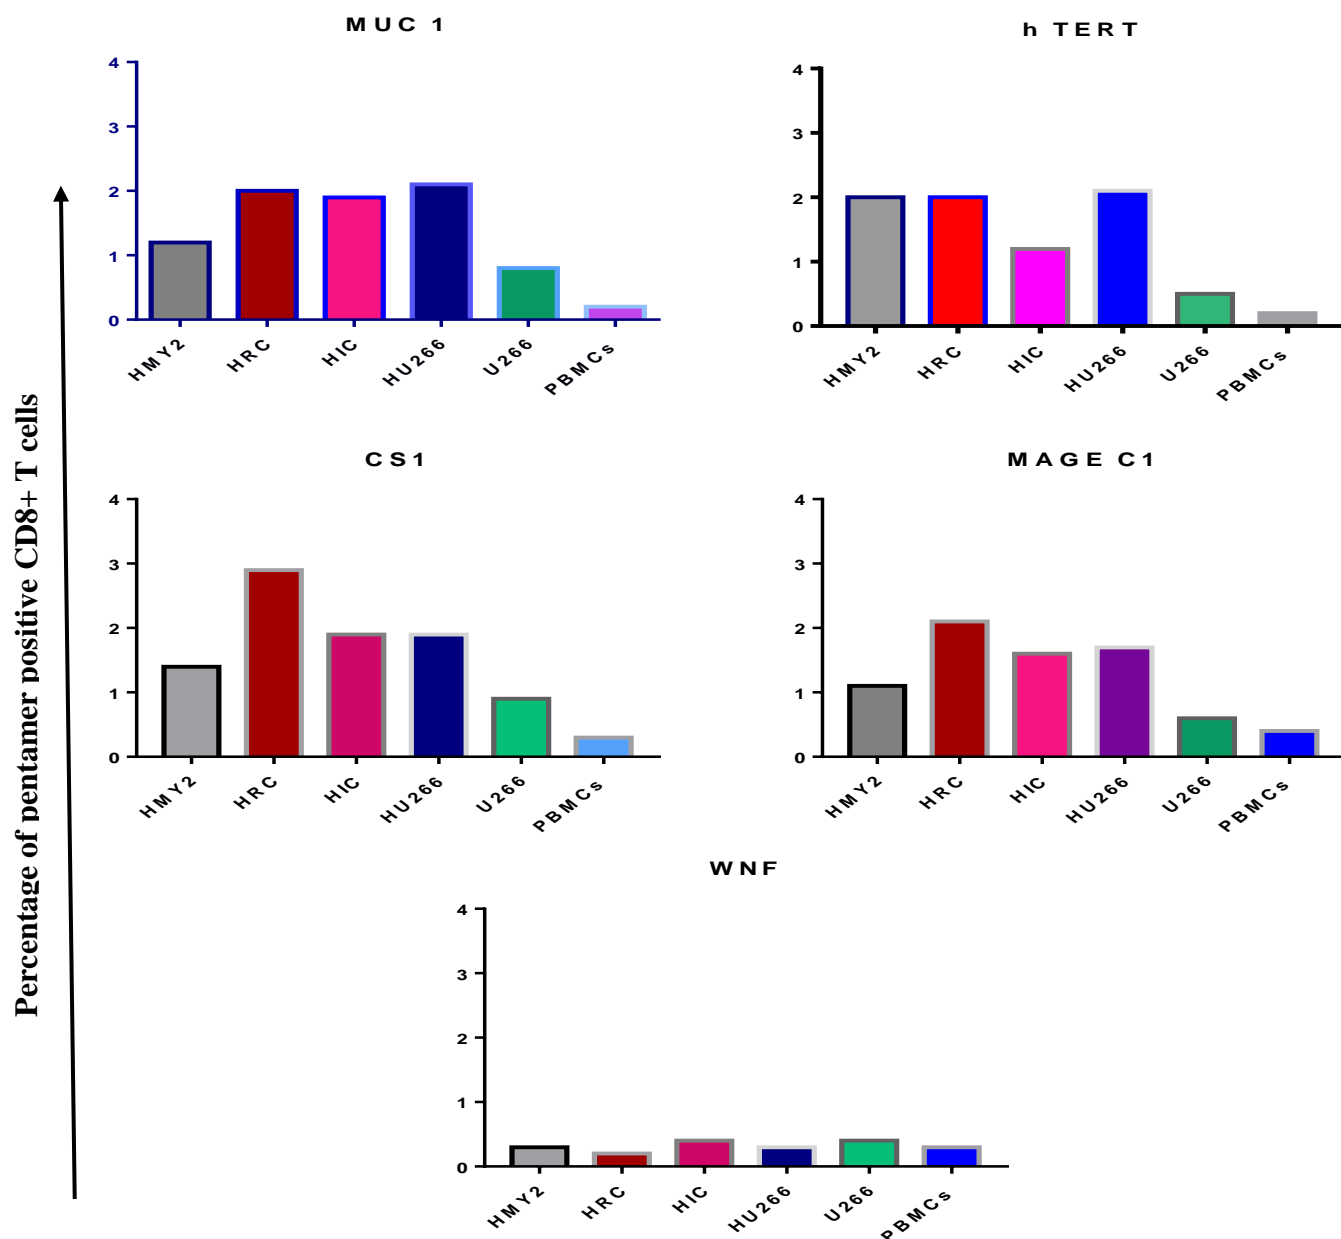 Percentage of pentamer positive CD8+ T cells
MUC 1
4
3
2
1
0
HMY2
HRC
HIC
HU266
U266
PBMCs
h TERT
4
3
2
1
0
HMY2
HRC
HIC
HU266
U266
PBMCs
CS1
4
3
2
1
0
HMY2
HRC
HIC
HU266
U266
PBMCs
MAGE C1
4
3
2
1
0
HMY2
HRC
HIC
HU266
U266
PBMCs
WNF
4
3
2
1
0
HMY2
HRC
HIC
HU266
U266
PBMCs